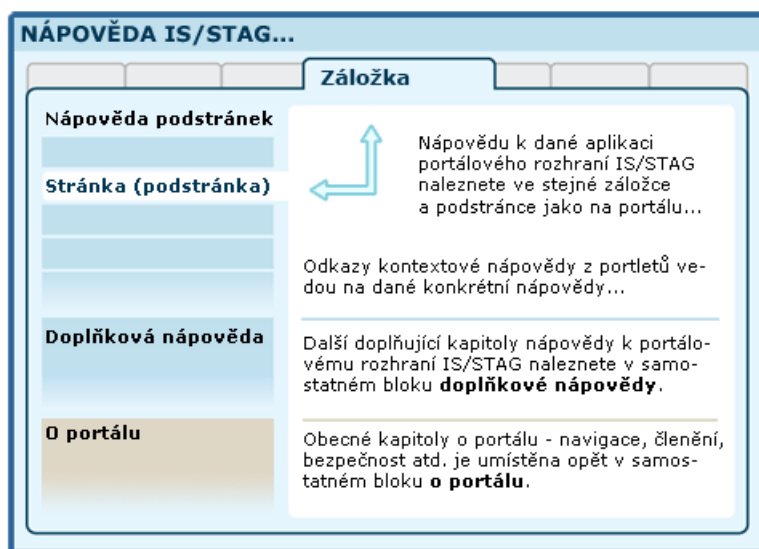 NÁPOVĚDA IS/STAG...
Záložka
Nápověda podstránek
Stránka (podstránka)
Nápovědu k dané aplikaci
portálového rozhraní IS/STAG
naleznete ve stejné záložce
a podstránce jako na portálu...
Odkazy kontextové nápovědy z portletů ve-
dou na dané konkrétní nápovědy...
Doplňková nápověda
Další doplňující kapitoly nápovědy k portálo-
vému rozhraní IS/STAG naleznete v samo-
statném bloku doplňkové nápovědy.
O portálu
Obecné kapitoly o portálu - navigace, členění,
bezpečnost atd. je umístěna opět v samos-
tatném bloku o portálu.